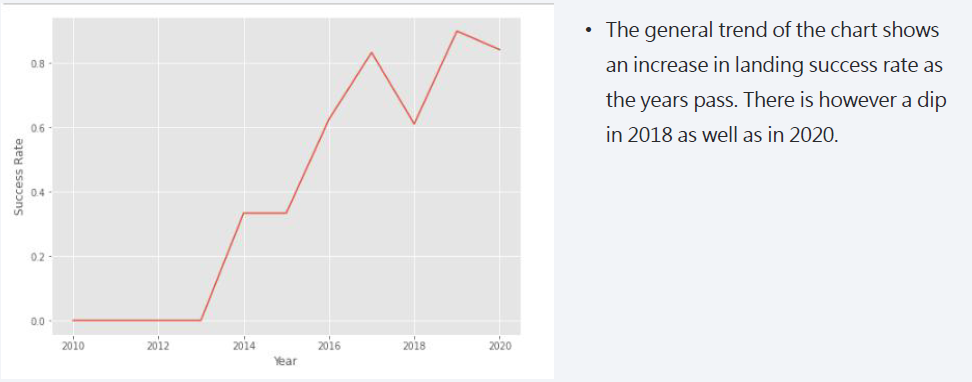 • The general trend of the chart shows
an increase in landing success rate as
the years pass. There is however a dip
in 2018 as well as in 2020.
Success Rate
0.8
0.6
0.4
0.2
0.0
2010 2012 2014 2016 2018 2020
Year